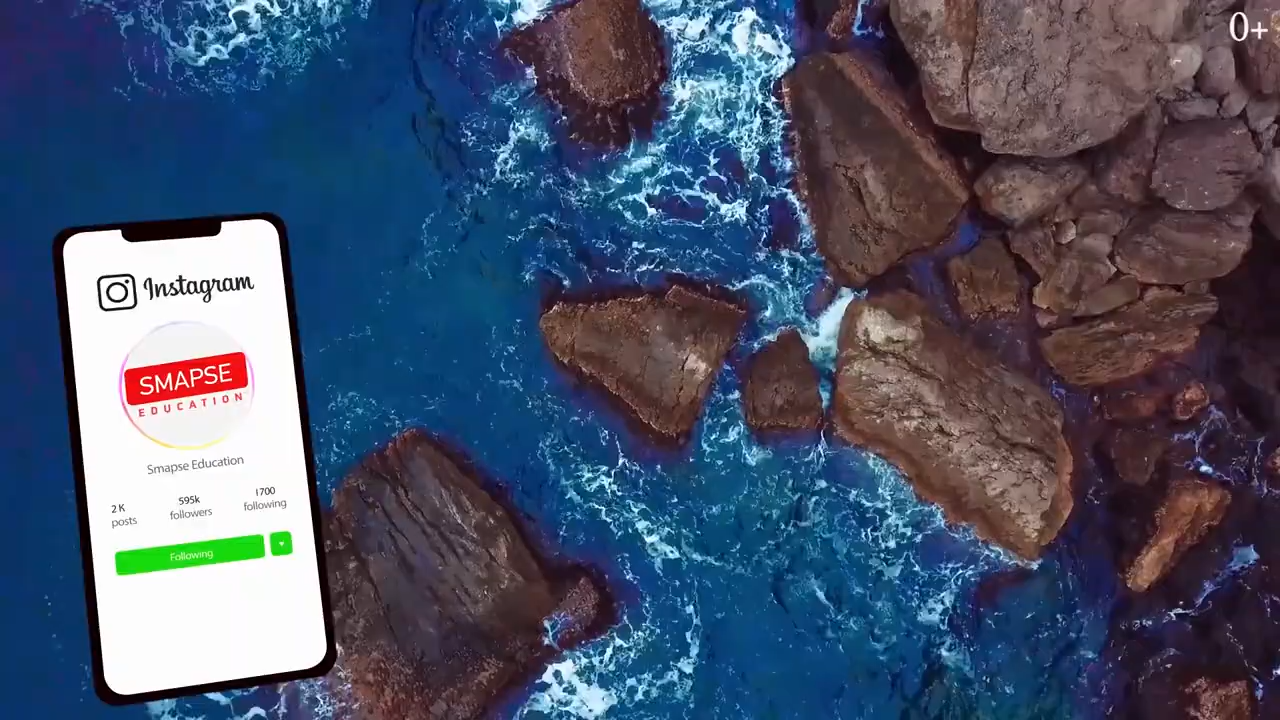 0+
Instagram
SMAPSE
EDUCATION
Smapse Education
2 K
posts
595k
followers
1700
following
Following